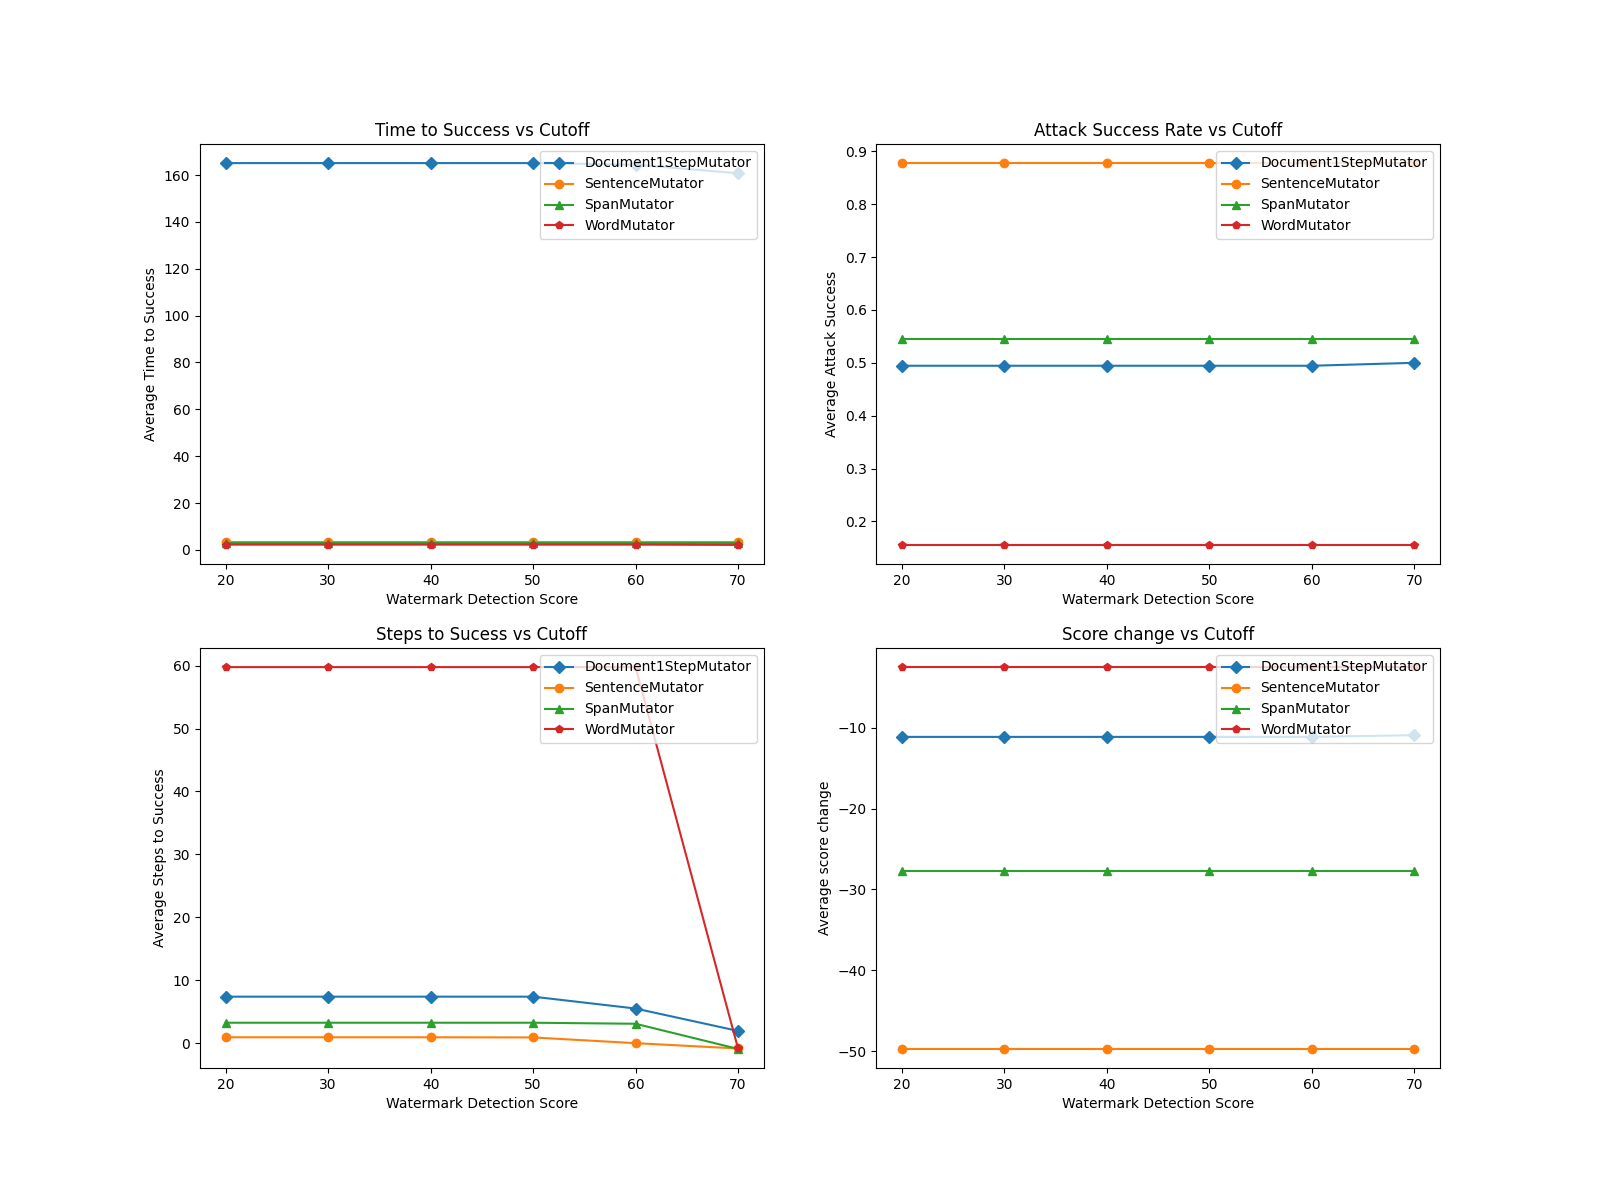 Time to Success vs Cutoff
Average Time to Success
160
140
120
100
80
60
40
20
0
Document1StepMutator
SentenceMutator
SpanMutator
WordMutator
20 30 40 50 60 70
Watermark Detection Score
Attack Success Rate vs Cutoff
Average Attack Success
0.9
0.8
0.7
0.6
0.5
0.4
0.3
0.2
Document1StepMutator
SentenceMutator
SpanMutator
WordMutator
20 30 40 50 60 70
Watermark Detection Score
Steps to Sucess vs Cutoff
Average Steps to Success
60
50
40
30
20
10
0
Document1StepMutator
SentenceMutator
SpanMutator
WordMutator
20 30 40 50 60 70
Watermark Detection Score
Score change vs Cutoff
Average score change
−10
−20
−30
−40
−50
Document1StepMutator
SentenceMutator
SpanMutator
WordMutator
20 30 40 50 60 70
Watermark Detection Score